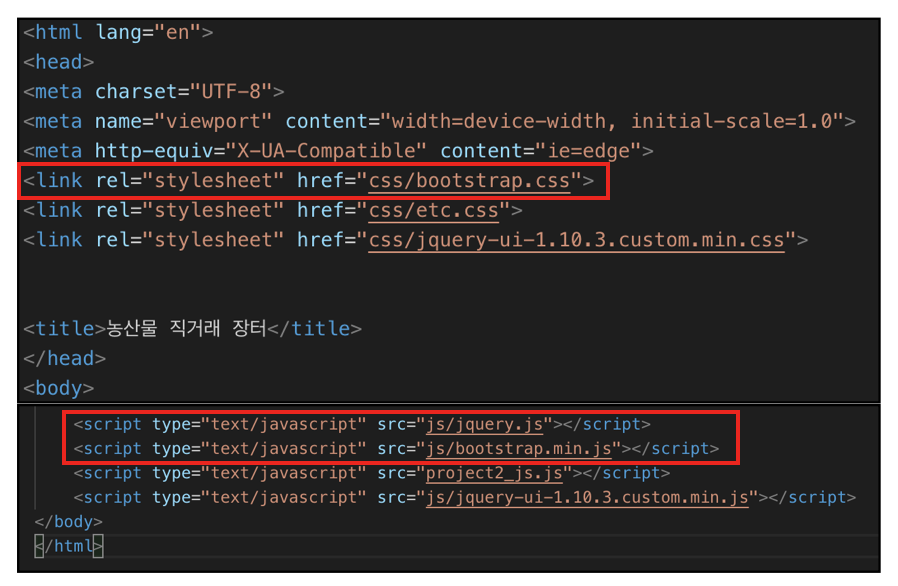 <html lang="en">
<head>
<meta charset="UTF-8">
<meta name="viewport" content="width=device-width, initial-scale=1.0">
<meta http-equiv="X-UA-Compatible" content="ie=edge">
<link rel="stylesheet" href="css/bootstrap.css">
<link rel="stylesheet" href="css/etc.css">
<link rel="stylesheet" href="css/jquery-ui-1.10.3.custom.min.css">
<title>농산물 직거래 장터</title>
</head>
<body>
<script type="text/javascript" src="js/jquery.js"></script>
<script type="text/javascript" src="js/bootstrap.min.js"></script>
<script type="text/javascript" src="project2_js.js"></script>
<script type="text/javascript" src="js/jquery-ui-1.10.3.custom.min.js"></script>
</body>
</html>